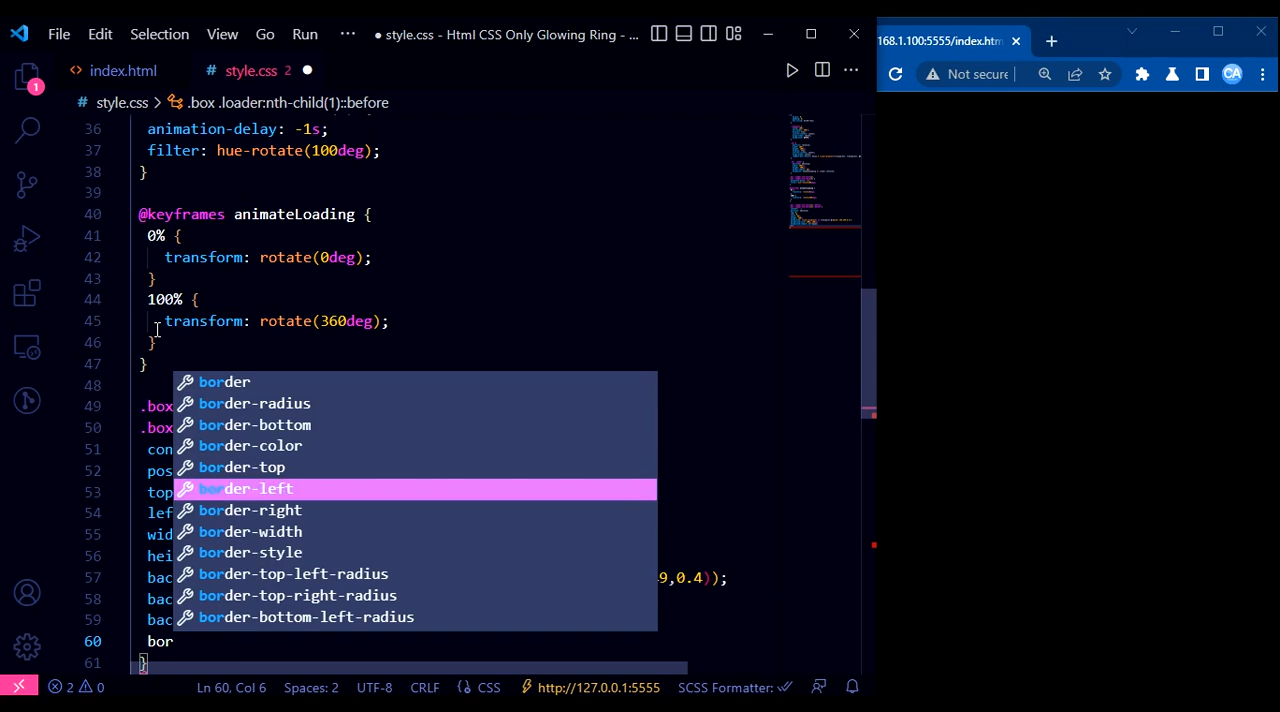 File Edit Selection View Go Run ··· ● style.css - Html CSS Only Glowing Ring - ...
168.1.100:5555/index.htm
index.html # style.css 2 ●
Not secure
CA
1
# style.css > .box .loader:nth-child(1)::before
36 animation-delay: -1s;
37 filter: hue-rotate(100deg);
38 }
39
40 @keyframes animateLoading {
41 0% {
42 transform: rotate(0deg);
43 }
44 100% {
45 transform: rotate(360deg);
46 }
47 }
48
border
border-radius
49 .box
border-bottom
50 .box
border-color
51 con
border-top
52 pos
border-left
53 top
border-right
54 lef
border-width
55 wid
border-style
56 hei
border-top-left-radius
57 bac 9,0.4));
border-top-right-radius
58 bac
border-bottom-left-radius
59 bac
60 bor
61 }
2 0 Ln 60, Col 6 Spaces: 2 UTF-8 CRLF CSS http://127.0.0.1:5555 SCSS Formatter: